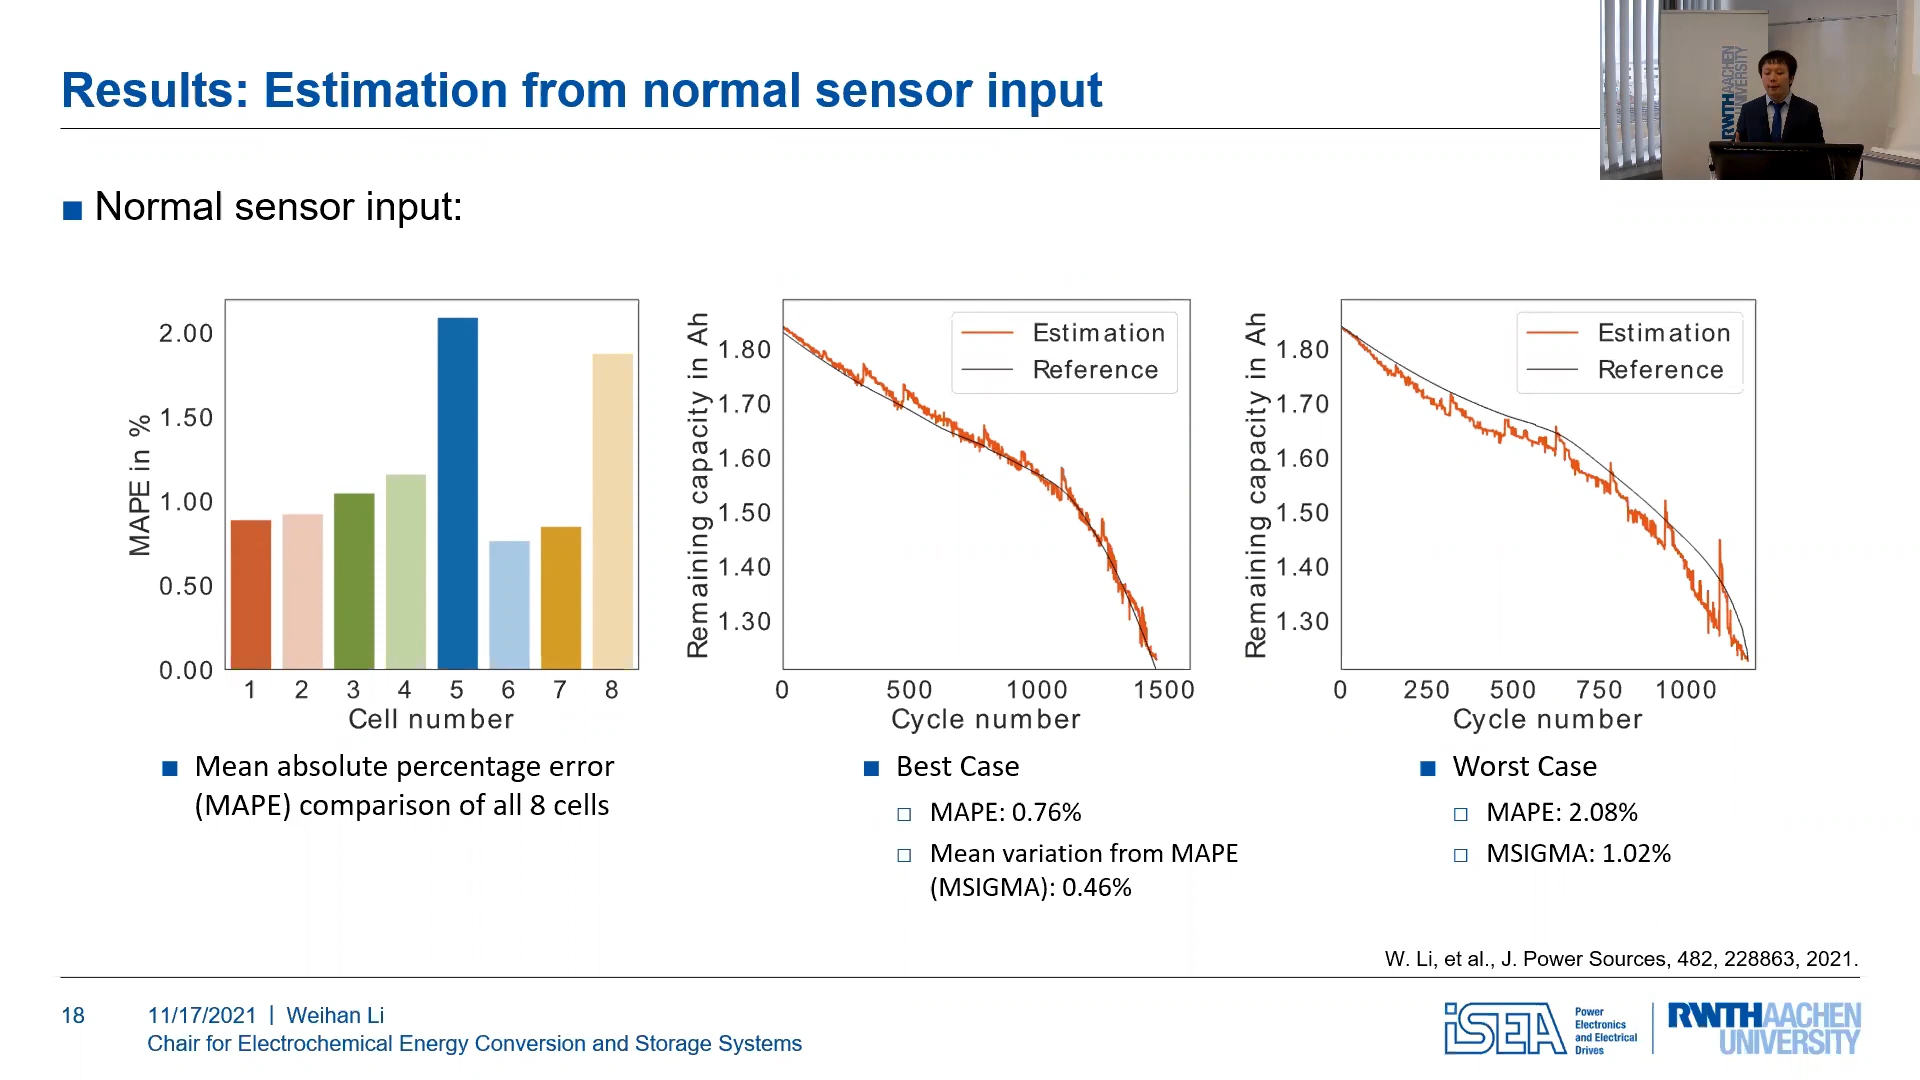 Results: Estimation from normal sensor input
RWTHAACHEN
UNIVERSITY
Normal sensor input:
MAPE in %
2.00
1.50
1.00
0.50
0.00
1 2 3 4 5 6 7 8
Cell number
Remaining capacity in Ah
1.80
1.70
1.60
1.50
1.40
1.30
Estimation
Reference
0 500 1000 1500
Cycle number
Remaining capacity in Ah
1.80
1.70
1.60
1.50
1.40
1.30
Estimation
Reference
0 250 500 750 1000
Cycle number
Mean absolute percentage error
(MAPE) comparison of all 8 cells
Best Case
MAPE: 0.76%
Mean variation from MAPE
(MSIGMA): 0.46%
Worst Case
MAPE: 2.08%
MSIGMA: 1.02%
W. Li, et al., J. Power Sources, 482, 228863, 2021.
18
11/17/2021 | Weihan Li
Chair for Electrochemical Energy Conversion and Storage Systems
iSEA
Power
Electronics
and Electrical
Drives
RWTHAACHEN
UNIVERSITY